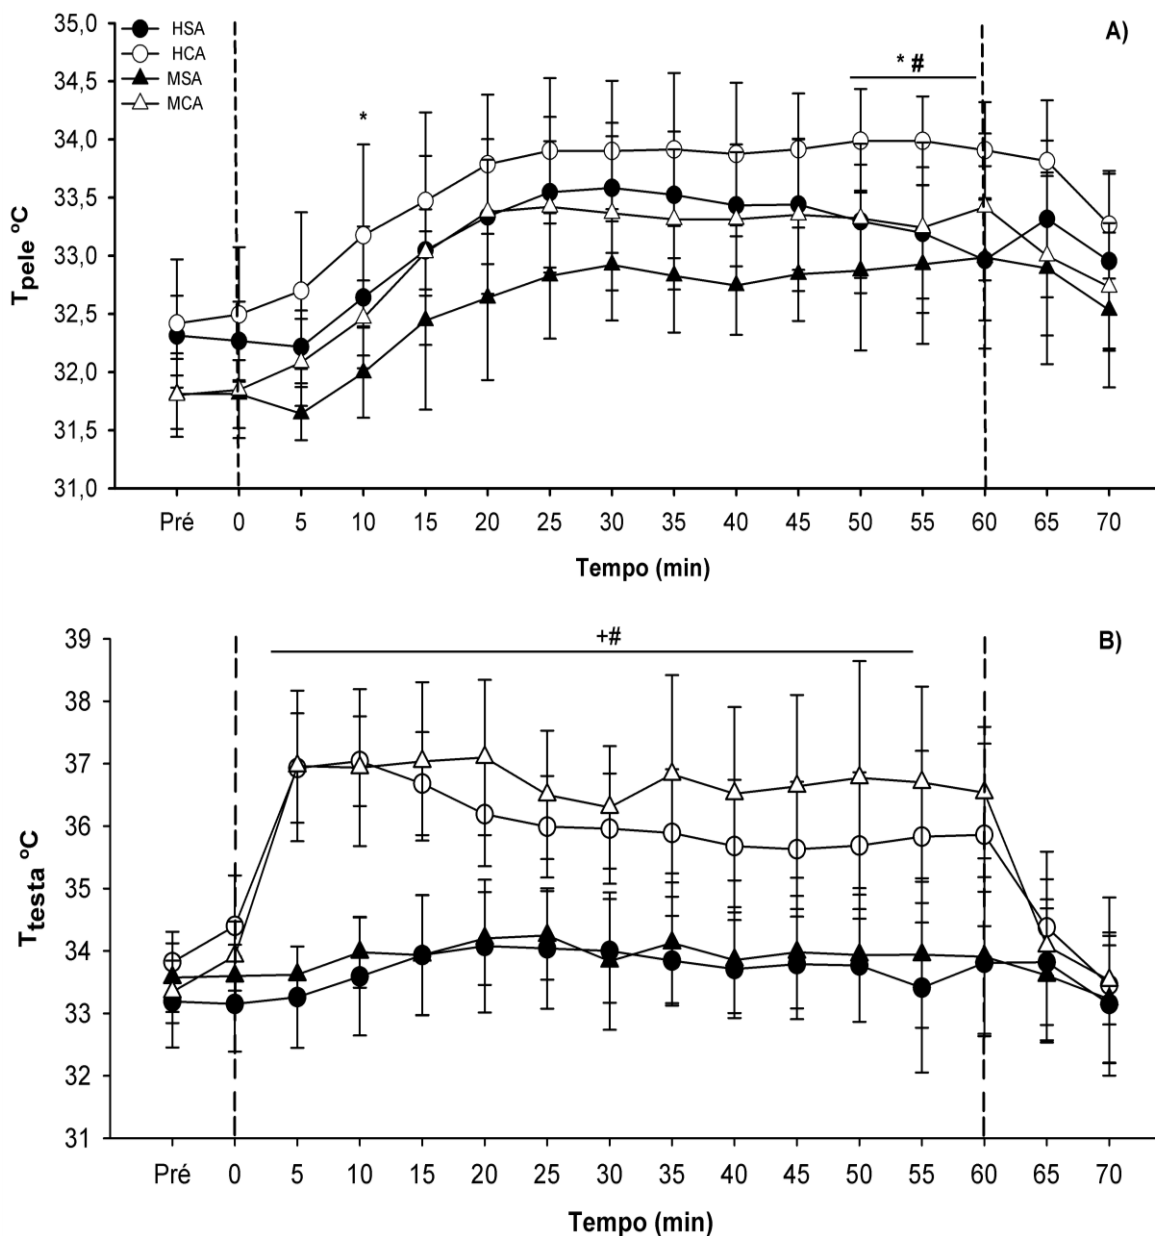 35,0
A)
HSA
HCA
MSA
MCA
34,5
* #
*
34,0
33,5
33,0
32,5
32,0
31,5
31,0
Tpele ºC
Pré 0 5 10 15 20 25 30 35 40 45 50 55 60 65 70
Tempo (min)
39
+#
B)
38
37
36
35
34
33
32
31
Ttesta ºC
Pré 0 5 10 15 20 25 30 35 40 45 50 55 60 65 70
Tempo (min)